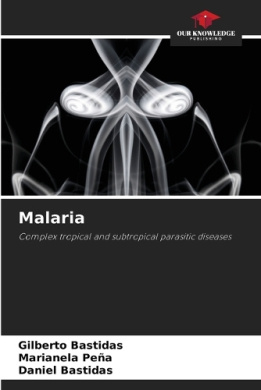 OUR KNOWLEDGE
PUBLISHING
Malaria
Complex tropical and subtropical parasitic diseases
Gilberto Bastidas
Marianela Peña
Daniel Bastidas